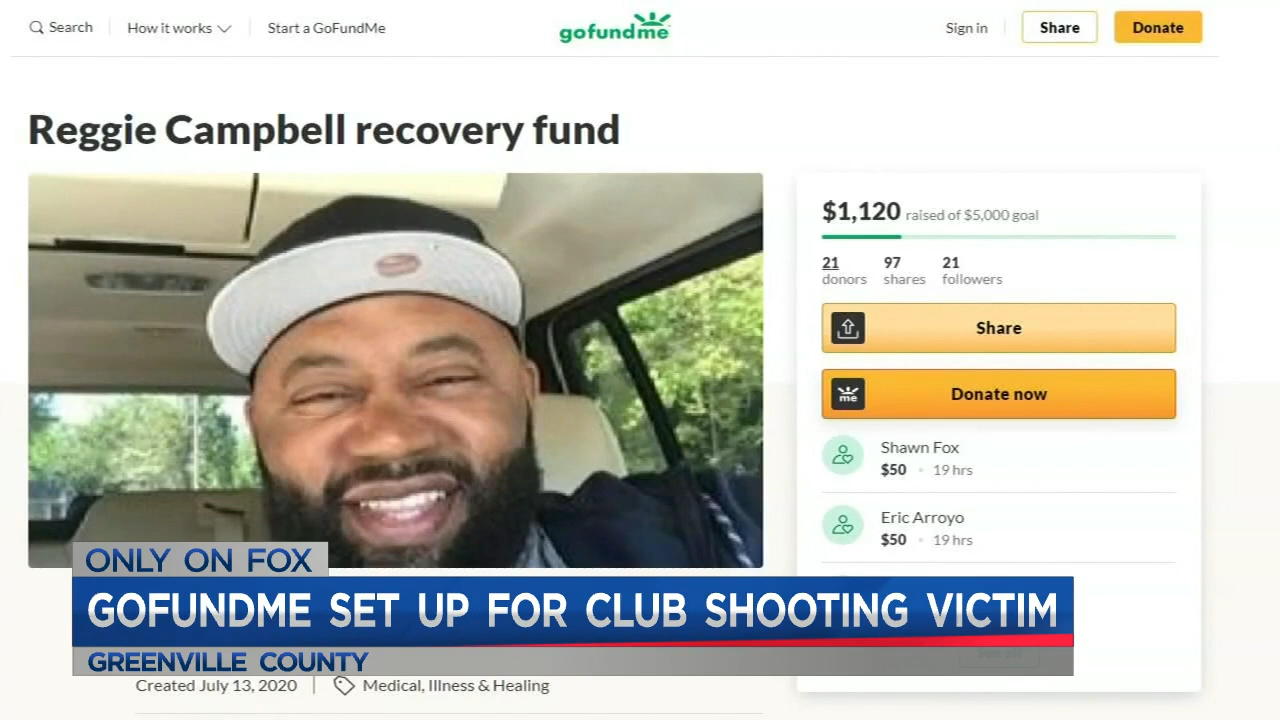 Search
How it works
Start a GoFundMe
gofundme
Sign in
Share
Donate
Reggie Campbell recovery fund
$1,120 raised of $5,000 goal
21 97 21
donors shares followers
Share
me
Donate now
Shawn Fox
$50 • 19 hrs
Eric Arroyo
$50 • 19 hrs
ONLY ON FOX
GOFUNDME SET UP FOR CLUB SHOOTING VICTIM
GREENVILLE COUNTY
Created July 13, 2020 | Medical, Illness & Healing